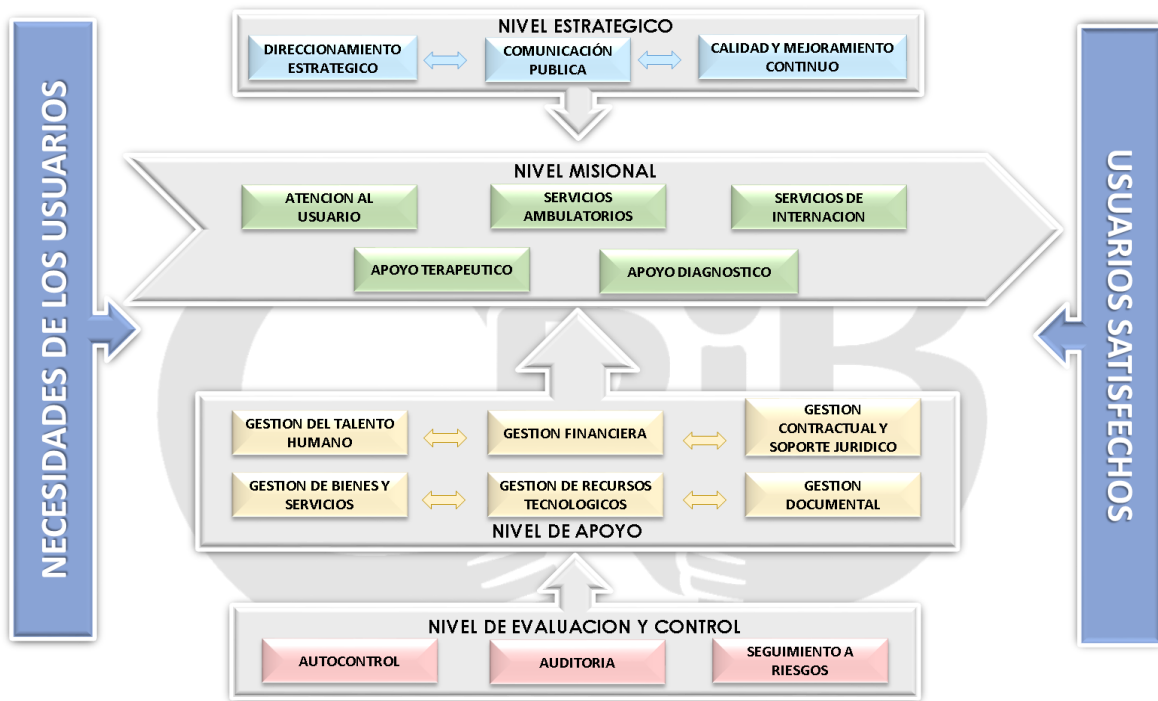 NECESIDADES DE LOS USUARIOS
NIVEL ESTRATEGICO
DIRECCIONAMIENTO
ESTRATEGICO
COMUNICACIÓN
PUBLICA
CALIDAD Y MEJORAMIENTO
CONTINUO
NIVEL MISIONAL
ATENCION AL
USUARIO
SERVICIOS
AMBULATORIOS
SERVICIOS DE
INTERNACION
APOYO TERAPEUTICO
APOYO DIAGNOSTICO
GESTION DEL TALENTO
HUMANO
GESTION FINANCIERA
GESTION
CONTRACTUAL Y
SOPORTE JURIDICO
GESTION DE BIENES Y
SERVICIOS
GESTION DE RECURSOS
TECNOLOGICOS
GESTION
DOCUMENTAL
NIVEL DE APOYO
NIVEL DE EVALUACION Y CONTROL
AUTOCONTROL
AUDITORIA
SEGUIMIENTO A
RIESGOS
USUARIOS SATISFECHOS